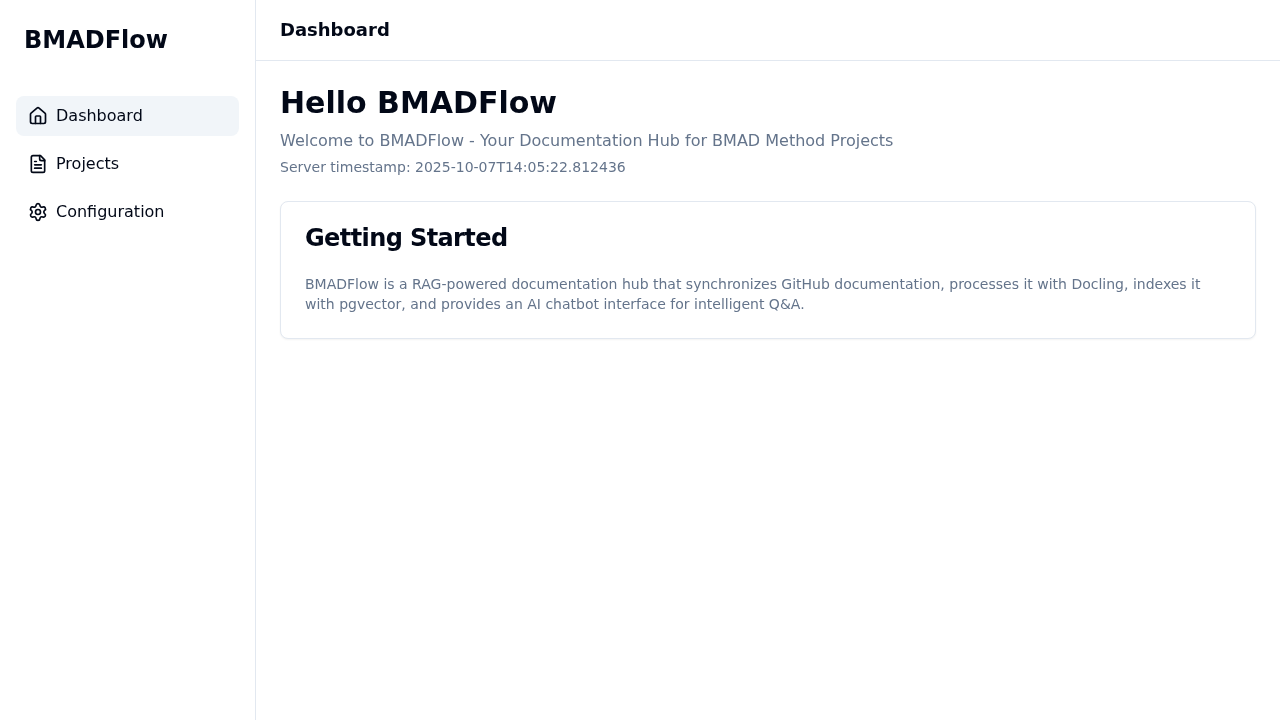 BMADFlow
Dashboard
Projects
Configuration
Dashboard
Hello BMADFlow
Welcome to BMADFlow - Your Documentation Hub for BMAD Method Projects
Server timestamp: 2025-10-07T14:05:22.812436
Getting Started
BMADFlow is a RAG-powered documentation hub that synchronizes GitHub documentation, processes it with Docling, indexes it
with pgvector, and provides an AI chatbot interface for intelligent Q&A.